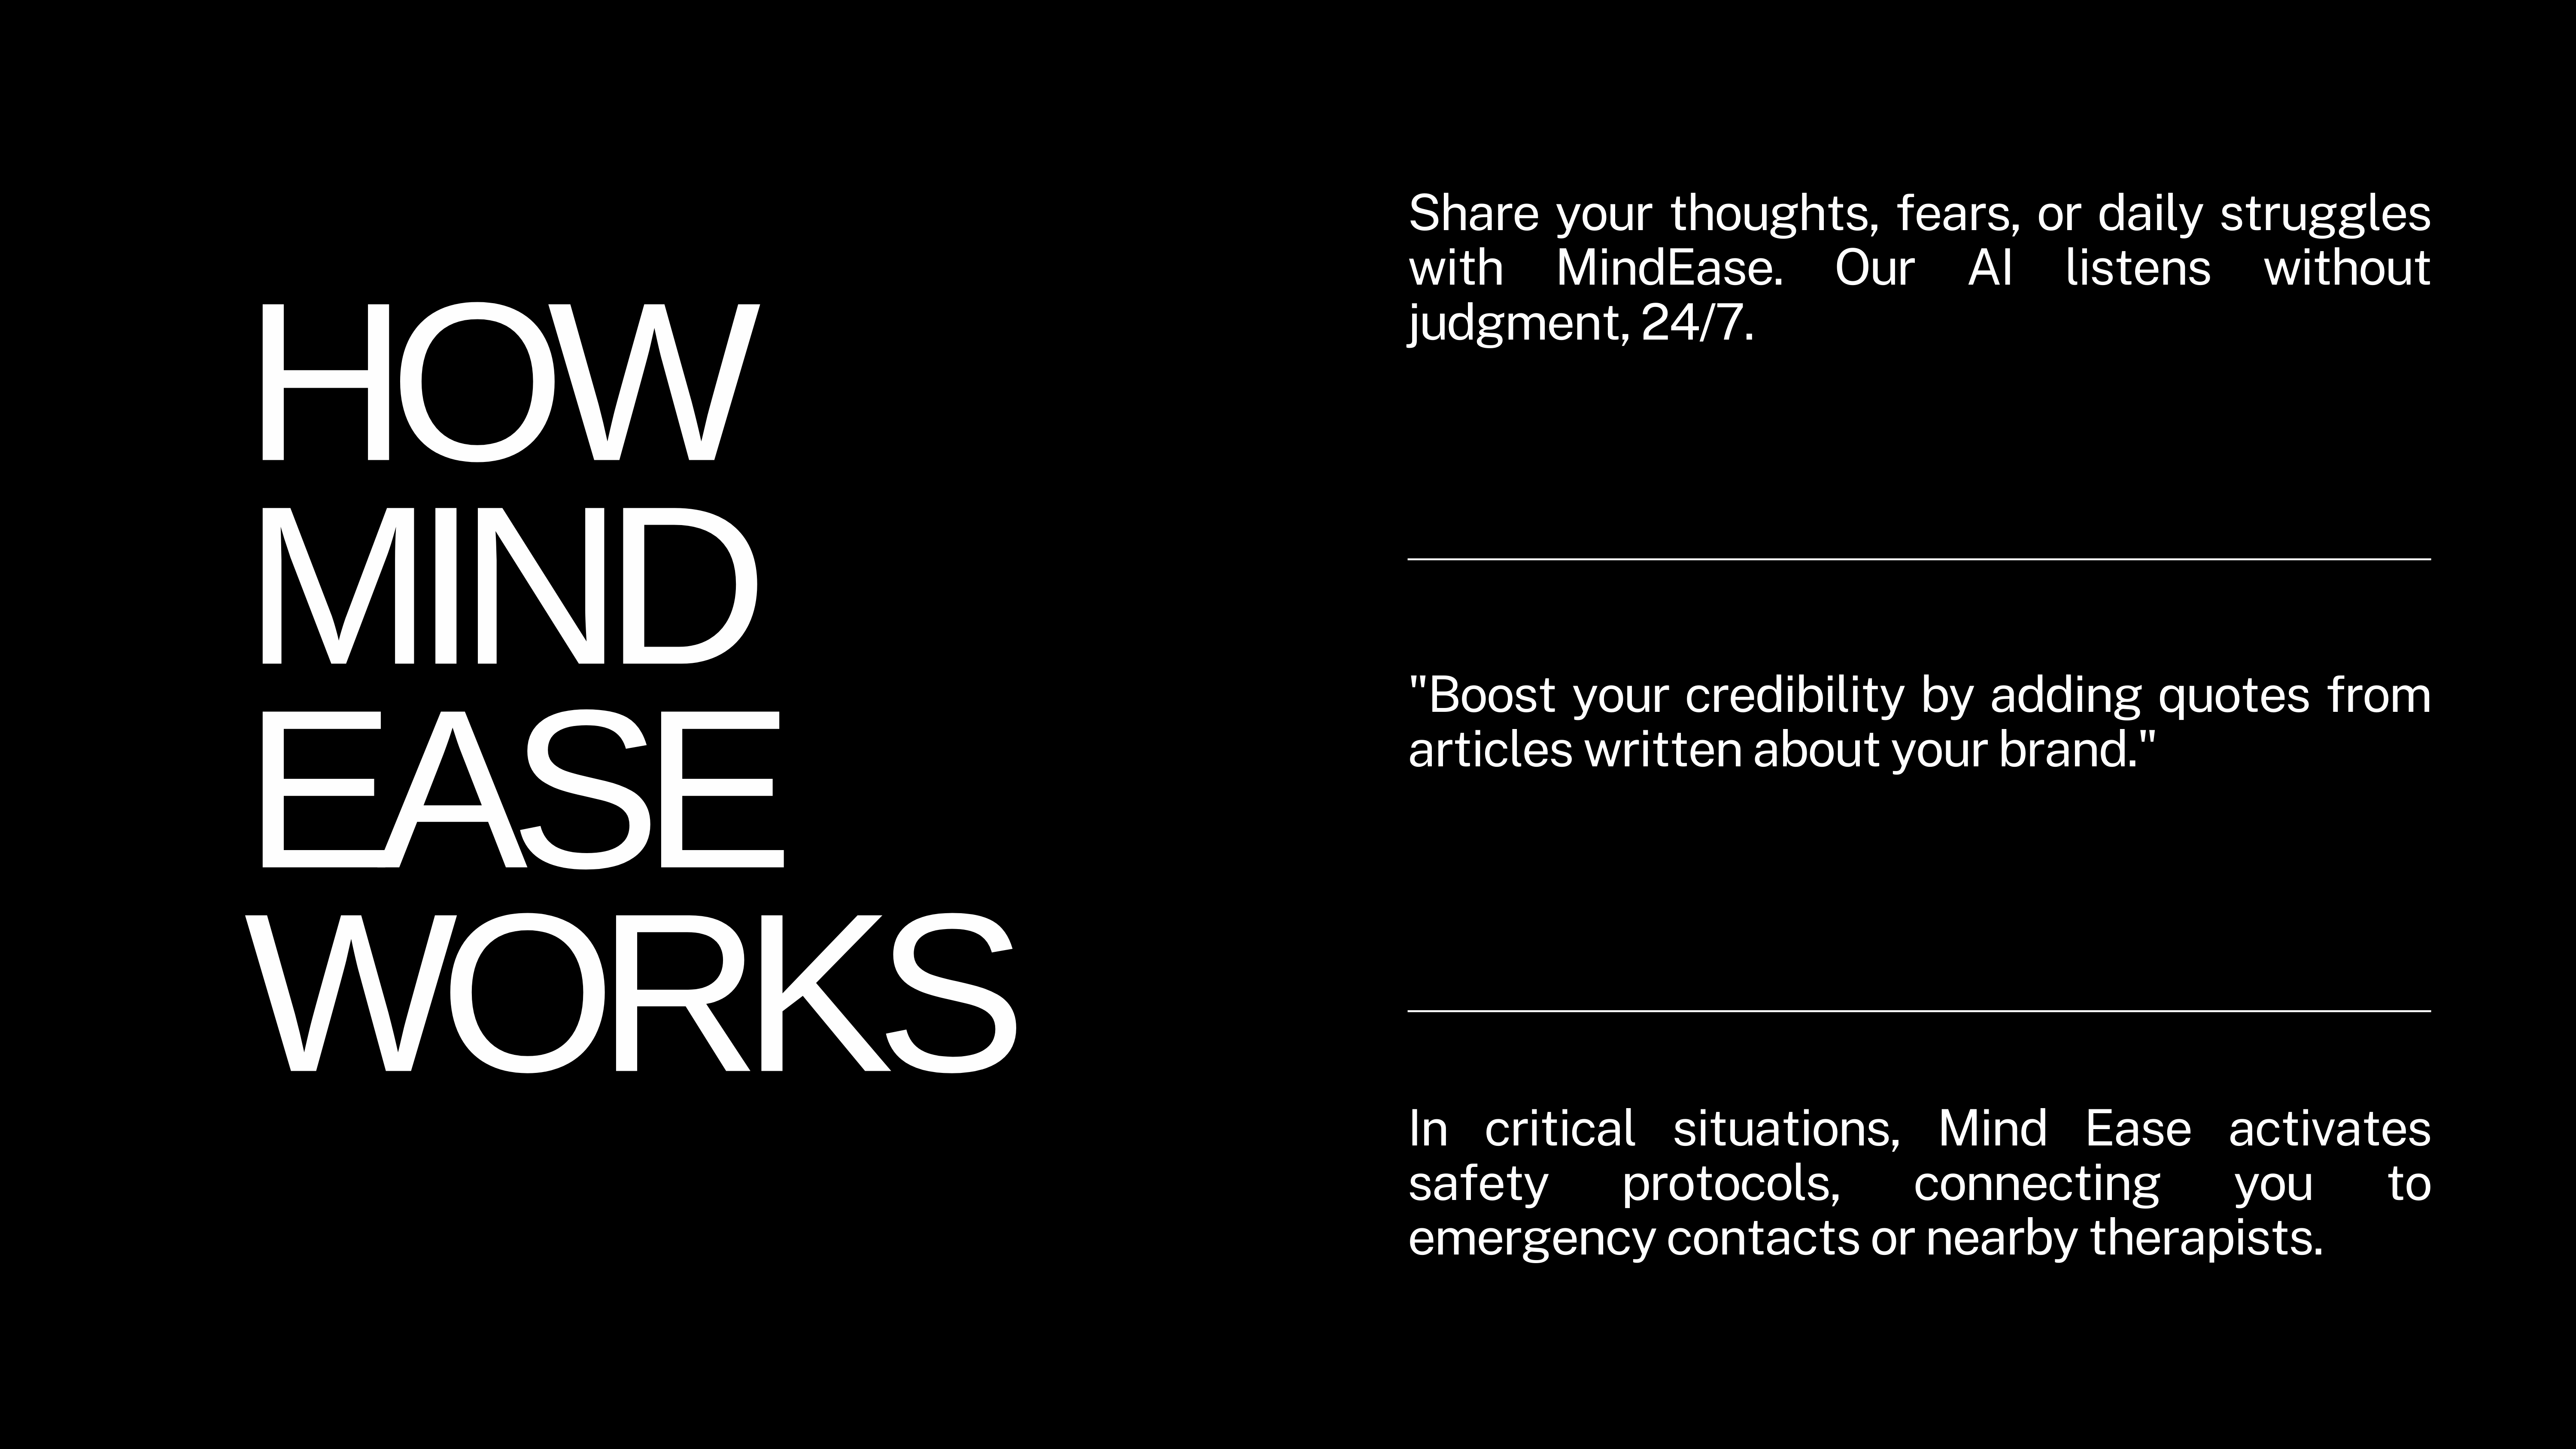 HOW
MIND
EASE
WORKS
Share your thoughts, fears, or daily struggles
with MindEase. Our AI listens without
judgment, 24/7.
"Boost your credibility by adding quotes from
articles written about your brand."
In critical situations, Mind Ease activates
safety protocols, connecting you to
emergency contacts or nearby therapists.